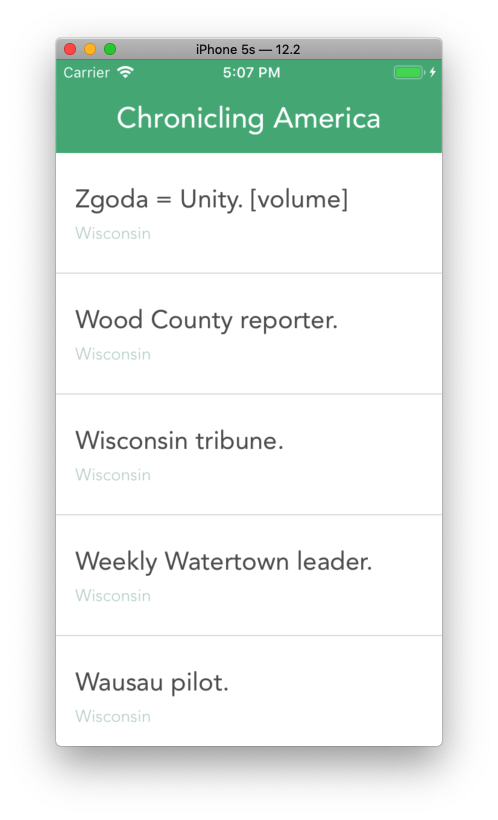 iPhone 5s — 12.2
Carrier 5:07 PM
Chronicling America
Zgoda = Unity. [volume]
Wisconsin
Wood County reporter.
Wisconsin
Wisconsin tribune.
Wisconsin
Weekly Watertown leader.
Wisconsin
Wausau pilot.
Wisconsin